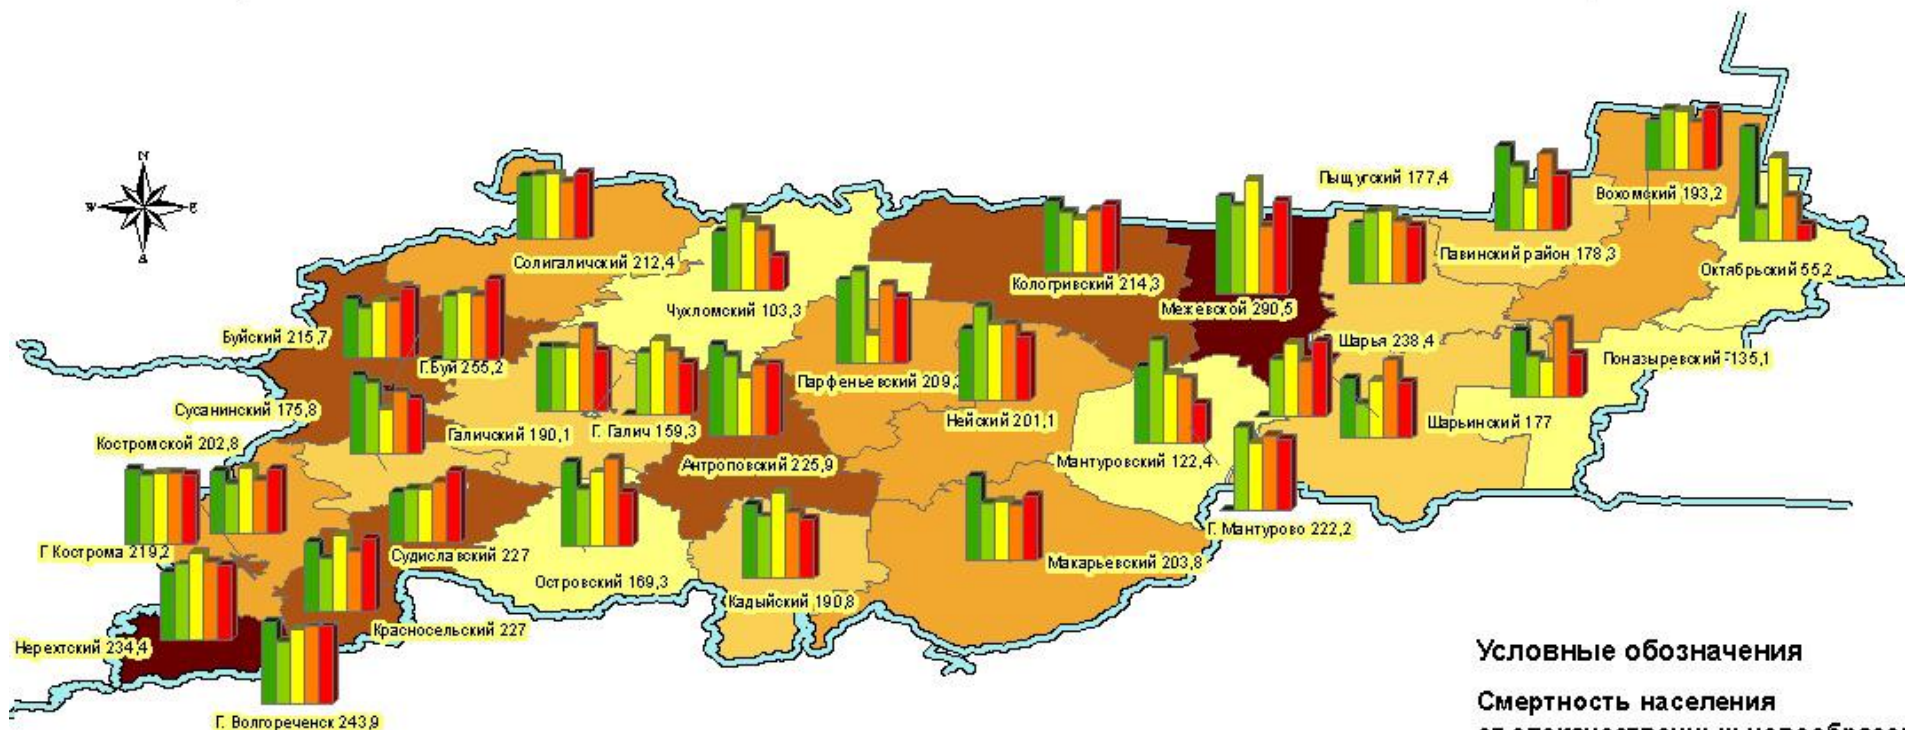 N
W E
S
Пыщугский 177,4
Вохомский 193,2
Солигаличский 212,4
Павинский район 178,3
Октябрьский 55,2
Кологривский 214,3
Чухломский 103,3
Межевской 290,5
Буйский 215,7
Шарья 238,4
Г.Буй 255,2
Поназыревский 135,1
Парфеньевский 209,
Сусанинский 175,8
Нейский 201,1
Шарьинский 177
Г. Галич 159,3
Галичский 190,1
Костромской 202,8
Антроповский 225,9
Мантуровский 122,4
Г. Мантурово 222,2
Г Кострома 219,2
Судиславский 227
Макарьевский 203,8
Островский 169,3
Кадыйский 190,8
Красносельский 227
Нерехтский 234,4
Г. Волгореченск 243,9
Условные обозначения
Смертность населения